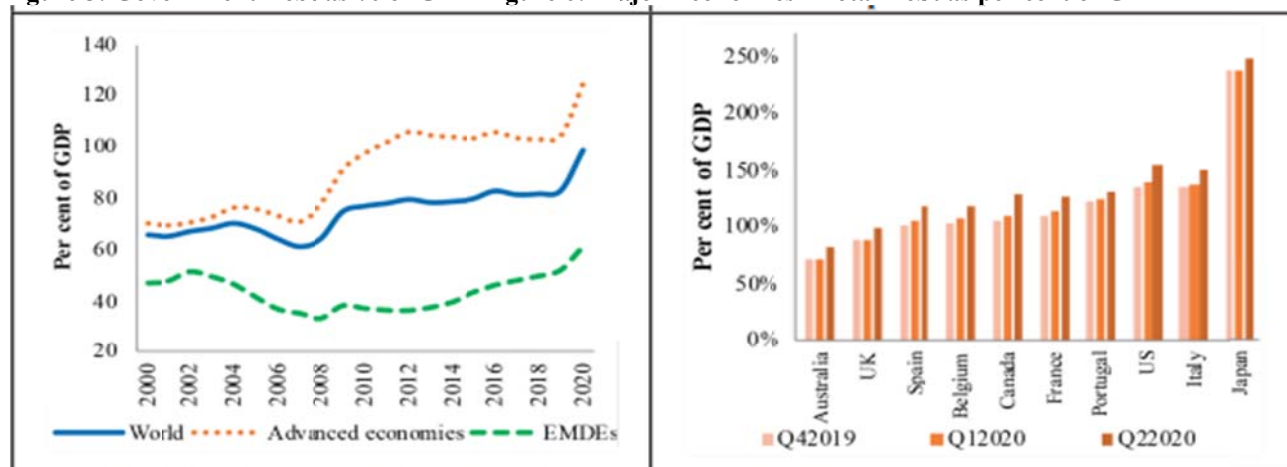 Per cent of GDP
140
120
100
80
60
40
20
2000
2002
2004
2006
2008
2010
2012
2014
2016
2018
2020
World
Advanced economies
EMDEs
Per cent of GDP
250%
200%
150%
100%
50%
0%
Australia
UK
Spain
Belgium
Canada
France
Portugal
US
Italy
Japan
Q42019
Q12020
Q22020